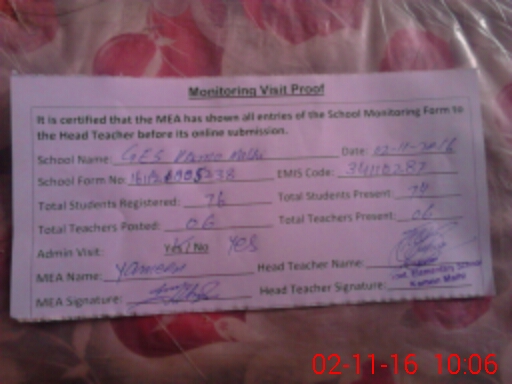 Monitoring Visit Proof
It is certified that the MEA has shown all entries of the School Monitoring Form to
the Head Teacher before its online submission.
School Name: GES Date: 02-11-2016
School Form No: EMIS Code:
Total Students Registered: 76 Total Students Present:
Total Teachers Posted: 06 Total Teachers Present: 06
Admin Visit: Yes / No Yes
MEA Name: Head Teacher Name:
Elementary School
MEA Signature: Head Teacher Signature:
02-11-16 10:06